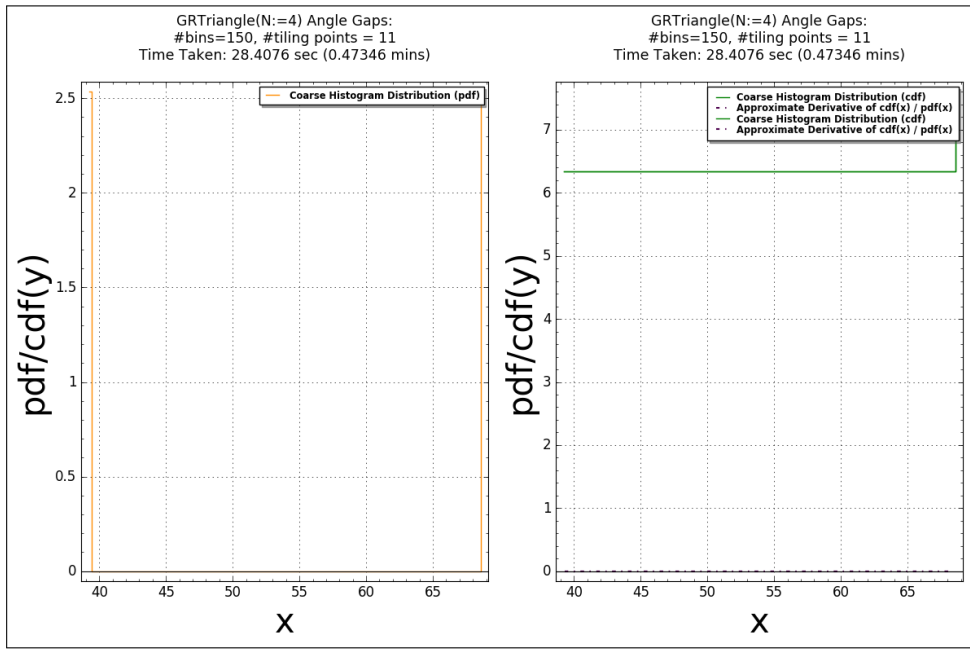 GRTriangle(N:=4) Angle Gaps:
#bins=150, #tiling points = 11
Time Taken: 28.4076 sec (0.47346 mins)
Coarse Histogram Distribution (pdf)
2.5
2
1.5
1
0.5
0
pdf/cdf(y)
40
45
50
55
60
65
x
GRTriangle(N:=4) Angle Gaps:
#bins=150, #tiling points = 11
Time Taken: 28.4076 sec (0.47346 mins)
Coarse Histogram Distribution (cdf)
Approximate Derivative of cdf(x) / pdf(x)
Coarse Histogram Distribution (cdf)
Approximate Derivative of cdf(x) / pdf(x)
7
6
5
4
3
2
1
0
pdf/cdf(y)
40
45
50
55
60
65
x